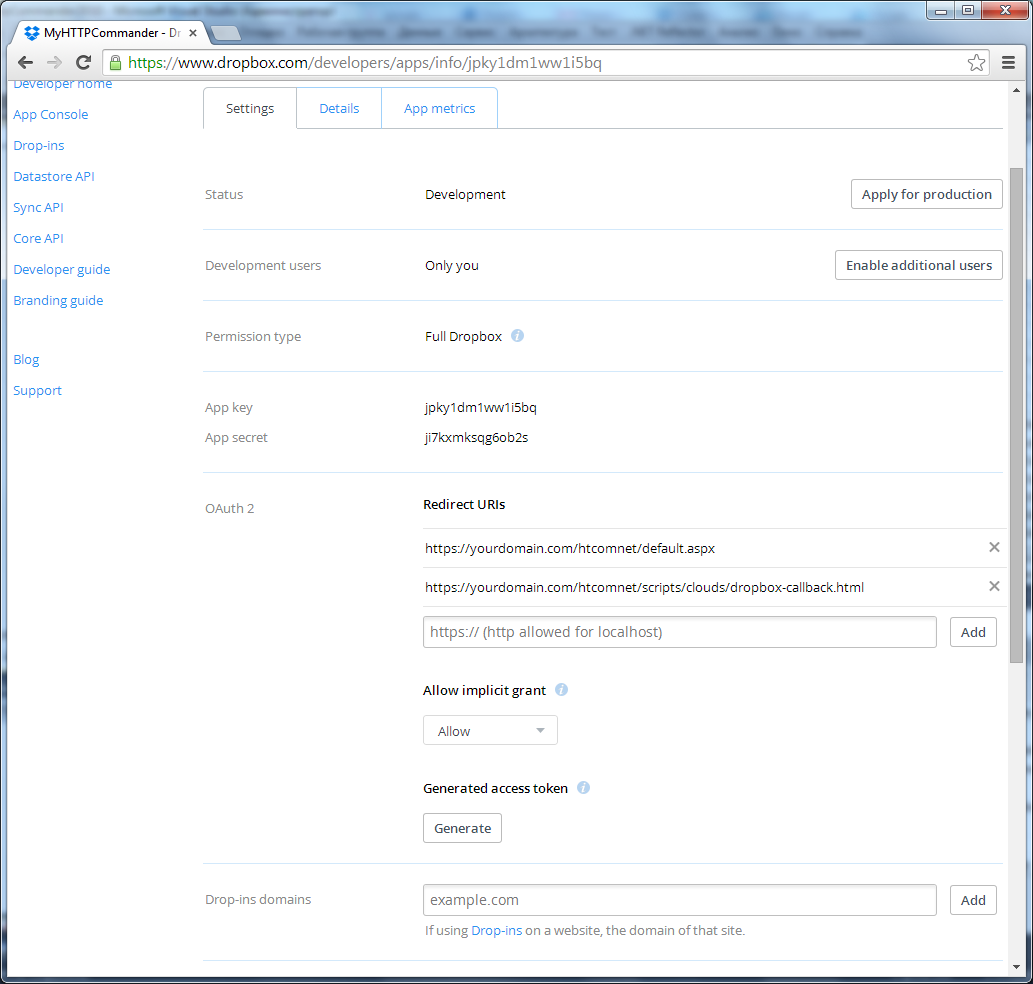 MyHTTPCommander - Dr
https://www.dropbox.com/developers/apps/info/jpky1dm1ww1i5bq
Developer home
App Console
Drop-ins
Datastore API
Sync API
Core API
Developer guide
Branding guide
Blog
Support
Settings Details App metrics
Status Development Apply for production
Development users Only you Enable additional users
Permission type Full Dropbox
App key jpky1dm1ww1i5bq
App secret ji7kxmksqg6ob2s
OAuth 2 Redirect URIs
https://yourdomain.com/htcomnet/default.aspx
https://yourdomain.com/htcomnet/scripts/clouds/dropbox-callback.html
https:// (http allowed for localhost) Add
Allow implicit grant
Allow
Generated access token
Generate
Drop-ins domains example.com Add
If using Drop-ins on a website, the domain of that site.